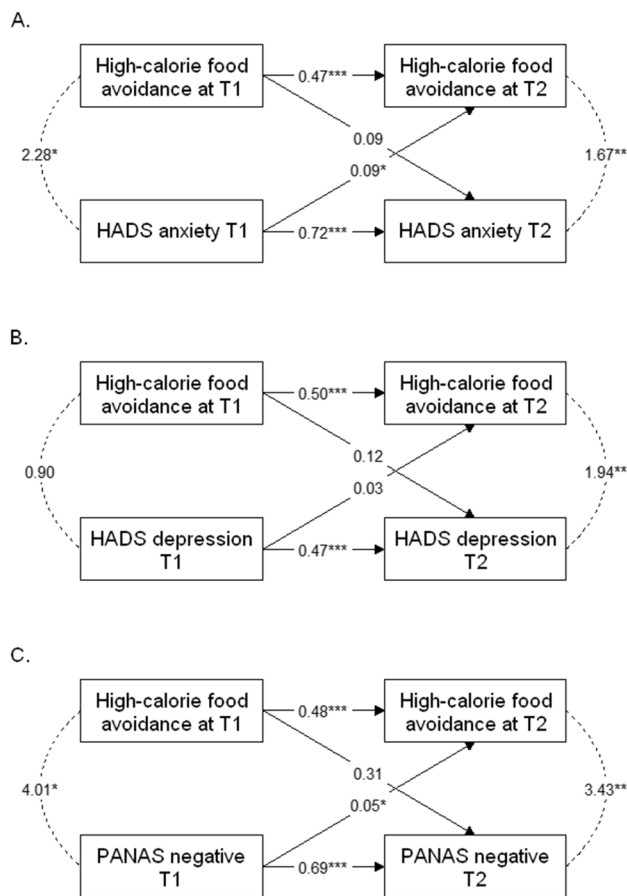 A.
High-calorie food
avoidance at T1
0.47***
High-calorie food
avoidance at T2
2.28*
0.09
0.09*
1.67**
HADS anxiety T1
0.72***
HADS anxiety T2
B.
High-calorie food
avoidance at T1
0.50***
High-calorie food
avoidance at T2
0.90
0.12
0.03
1.94**
HADS depression
T1
0.47***
HADS depression
T2
C.
High-calorie food
avoidance at T1
0.48***
High-calorie food
avoidance at T2
4.01*
0.31
0.05*
3.43**
PANAS negative
T1
0.69***
PANAS negative
T2